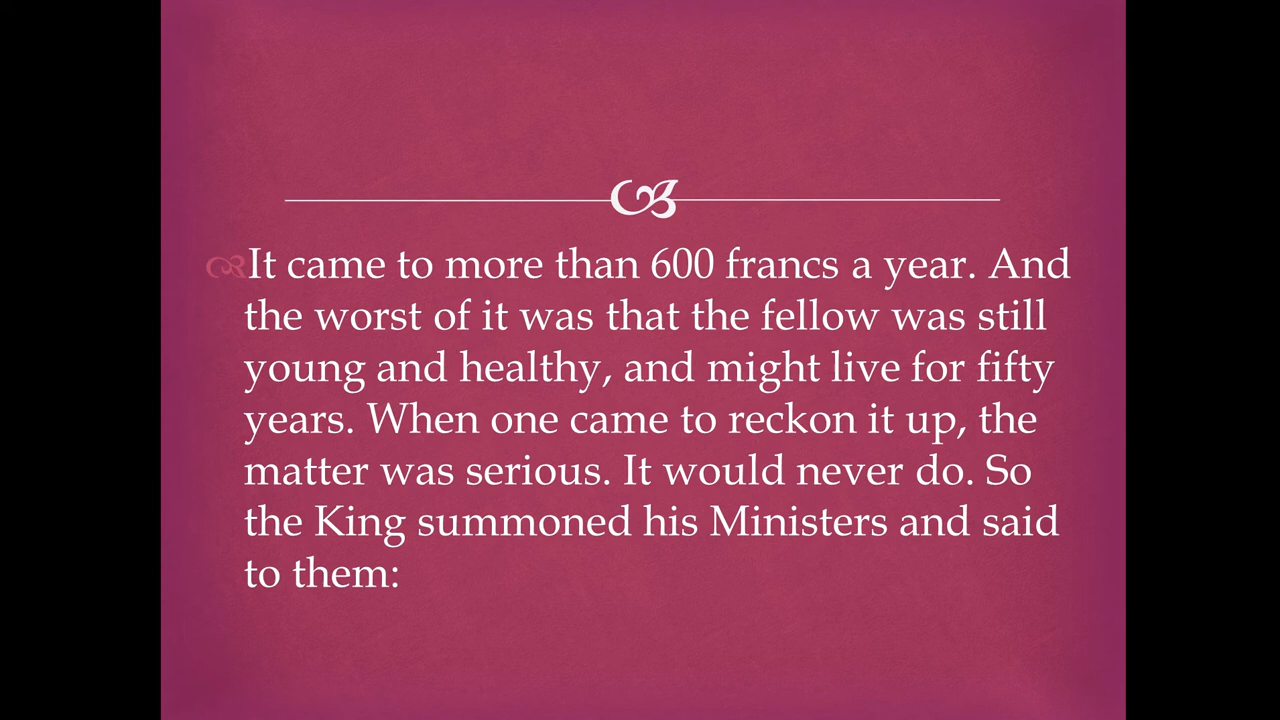 It came to more than 600 francs a year. And
the worst of it was that the fellow was still
young and healthy, and might live for fifty
years. When one came to reckon it up, the
matter was serious. It would never do. So
the King summoned his Ministers and said
to them: